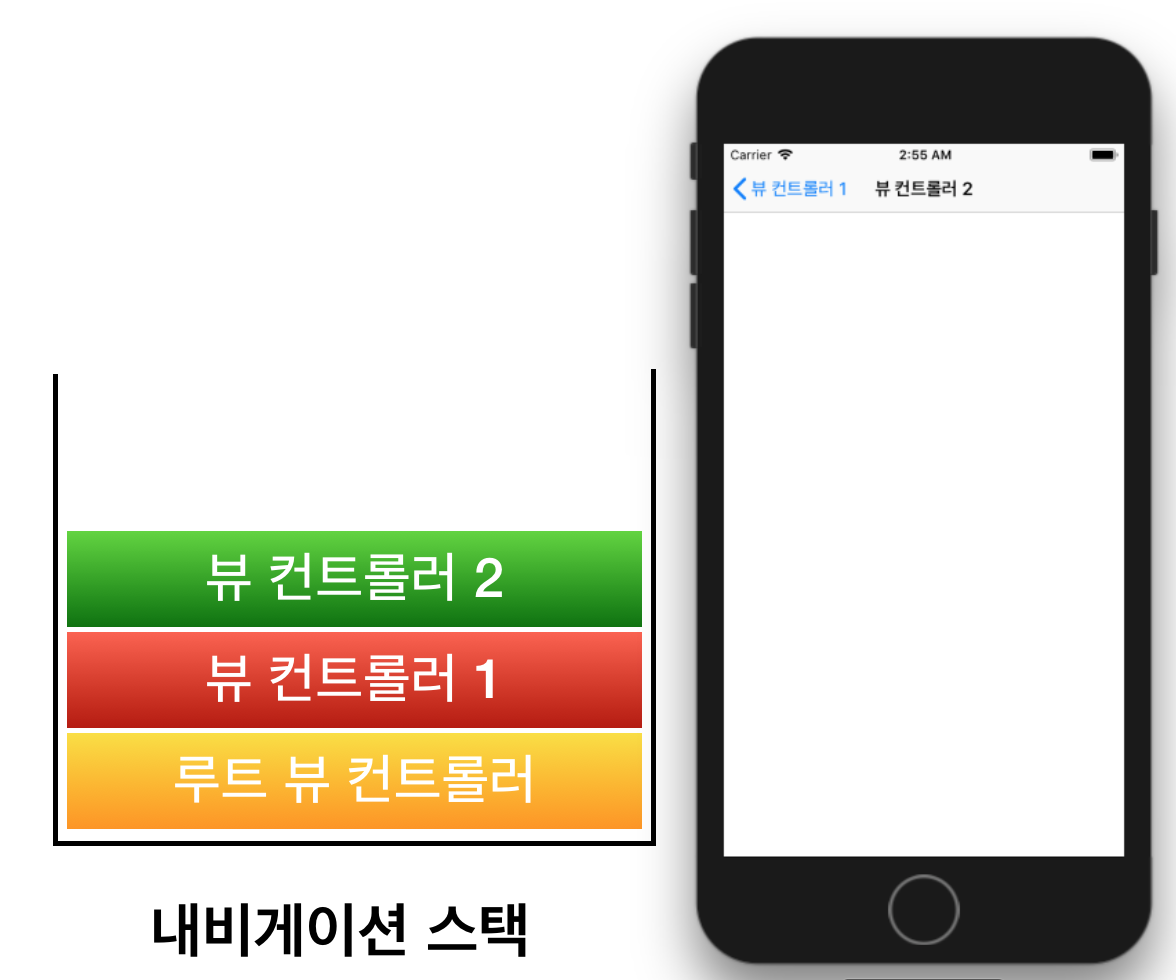 Carrier
2:55 AM
뷰 컨트롤러 1
뷰 컨트롤러 2
뷰 컨트롤러 2
뷰 컨트롤러 1
루트 뷰 컨트롤러
내비게이션 스택